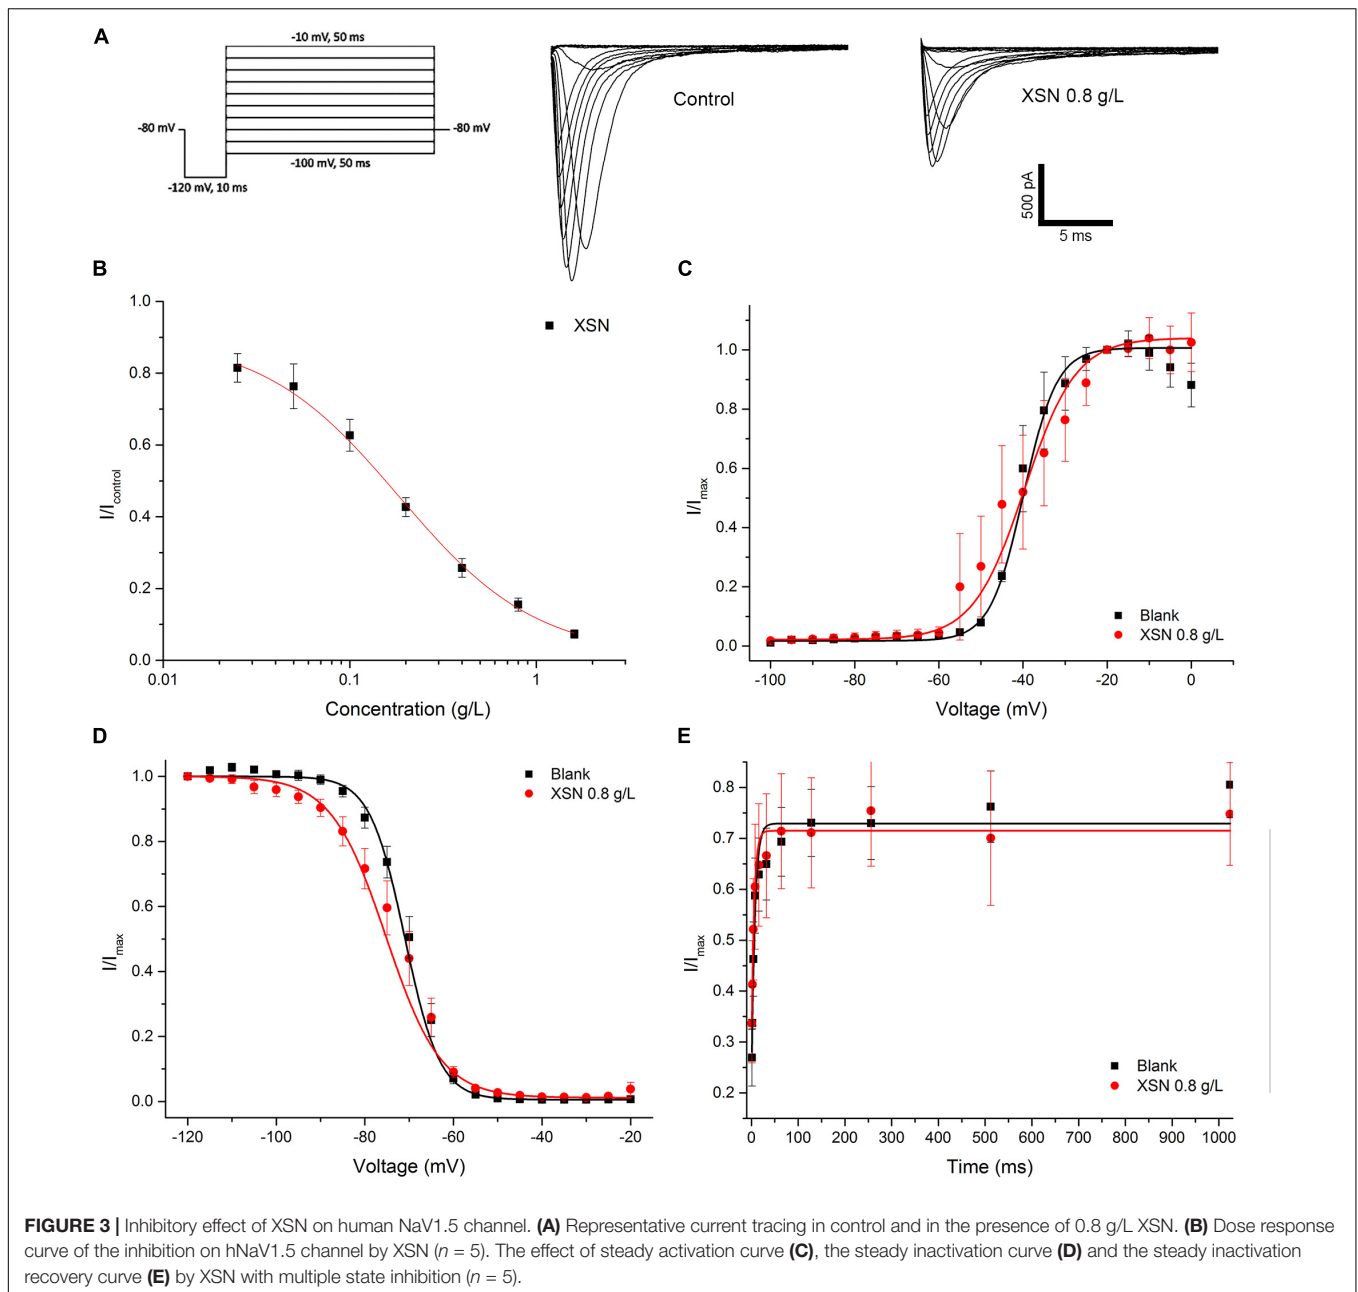 A
-10 mV, 50 ms
-80 mV
-80 mV
-100 mV, 50 ms
-120 mV, 10 ms
Control
XSN 0.8 g/L
500 pA
5 ms
B
1.0
0.8
0.6
0.4
0.2
0.0
I/Icontrol
XSN
0.01
0.1
1
Concentration (g/L)
C
1.0
0.8
0.6
0.4
0.2
0.0
I/Imax
Blank
XSN 0.8 g/L
-100
-80
-60
-40
-20
0
Voltage (mV)
D
1.0
0.8
0.6
0.4
0.2
0.0
I/Imax
Blank
XSN 0.8 g/L
-120
-100
-80
-60
-40
-20
Voltage (mV)
E
0.8
0.7
0.6
0.5
0.4
0.3
0.2
I/Imax
Blank
XSN 0.8 g/L
0
100
200
300
400
500
600
700
800
900
1000
Time (ms)
FIGURE 3 | Inhibitory effect of XSN on human NaV1.5 channel. (A) Representative current tracing in control and in the presence of 0.8 g/L XSN. (B) Dose response
curve of the inhibition on hNaV1.5 channel by XSN (n = 5). The effect of steady activation curve (C), the steady inactivation curve (D) and the steady inactivation
recovery curve (E) by XSN with multiple state inhibition (n = 5).